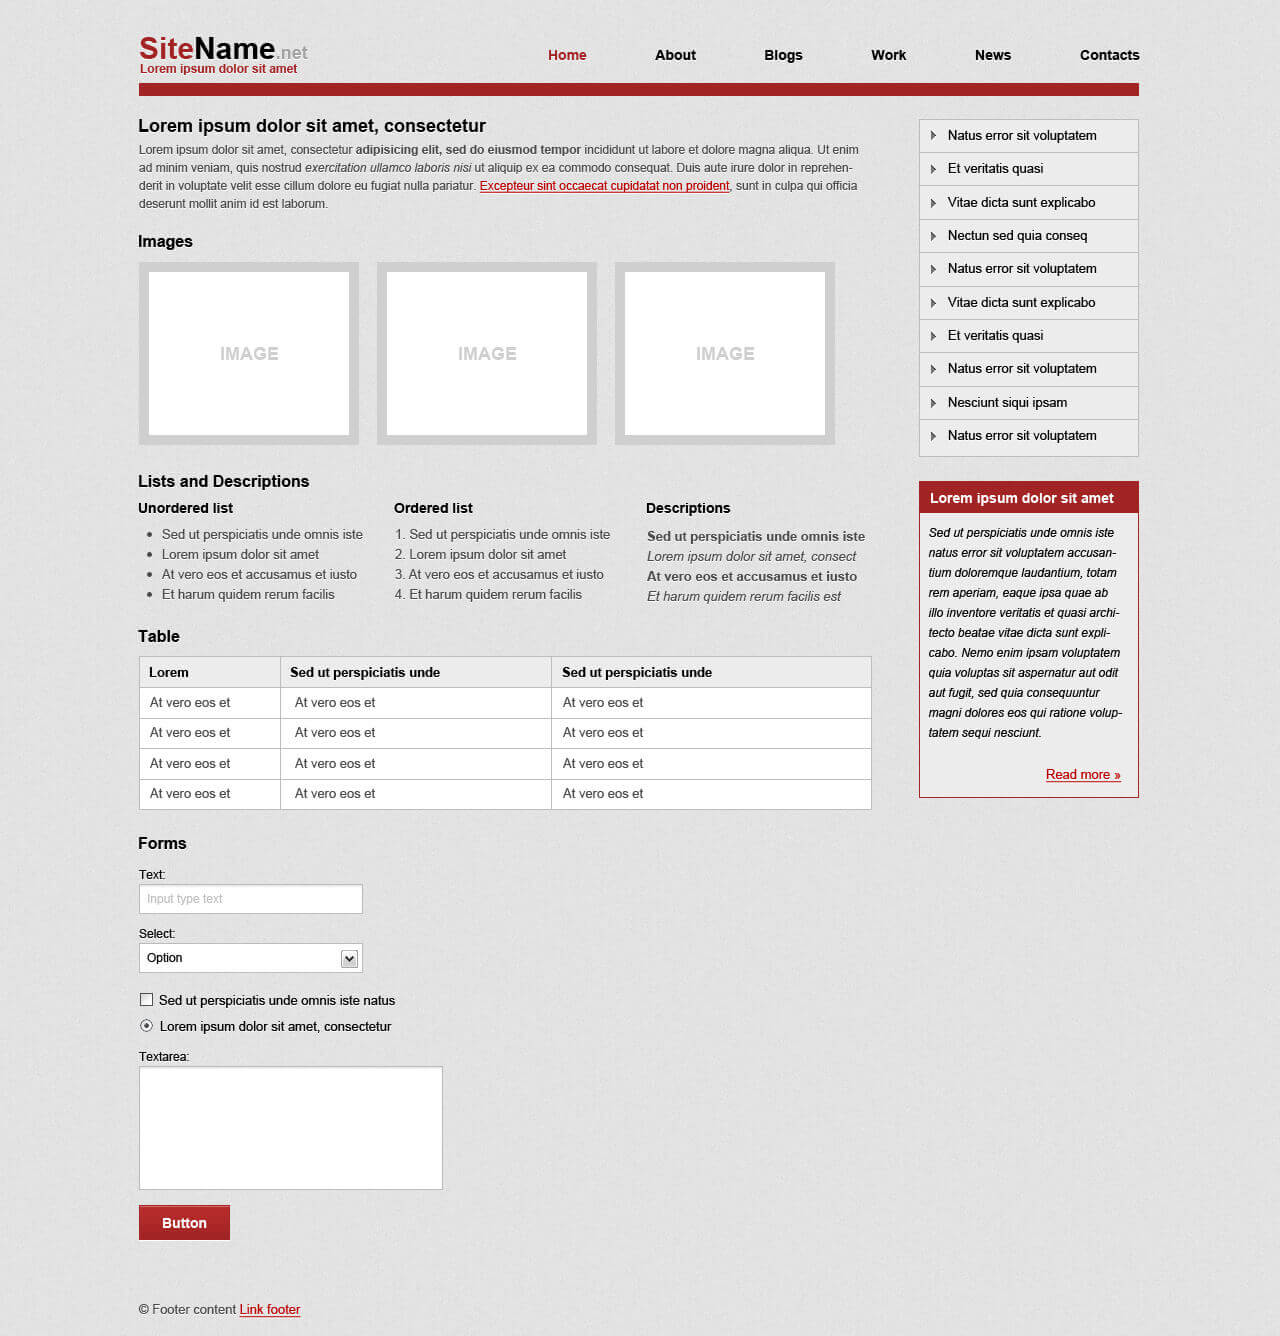 SiteName.net
Lorem ipsum dolor sit amet
Home About Blogs Work News Contacts
Lorem ipsum dolor sit amet, consectetur
Lorem ipsum dolor sit amet, consectetur adipisicing elit, sed do eiusmod tempor incididunt ut labore et dolore magna aliqua. Ut enim
ad minim veniam, quis nostrud exercitation ullamco laboris nisi ut aliquip ex ea commodo consequat. Duis aute irure dolor in reprehen-
derit in voluptate velit esse cillum dolore eu fugiat nulla pariatur. Excepteur sint occaecat cupidatat non proident, sunt in culpa qui officia
deserunt mollit anim id est laborum.
Images
IMAGE IMAGE IMAGE
Lists and Descriptions
Unordered list
• Sed ut perspiciatis unde omnis iste
• Lorem ipsum dolor sit amet
• At vero eos et accusamus et iusto
• Et harum quidem rerum facilis
Ordered list
1. Sed ut perspiciatis unde omnis iste
2. Lorem ipsum dolor sit amet
3. At vero eos et accusamus et iusto
4. Et harum quidem rerum facilis
Descriptions
Sed ut perspiciatis unde omnis iste
Lorem ipsum dolor sit amet, consect
At vero eos et accusamus et iusto
Et harum quidem rerum facilis est
Table
Lorem Sed ut perspiciatis unde Sed ut perspiciatis unde
At vero eos et At vero eos et At vero eos et
At vero eos et At vero eos et At vero eos et
At vero eos et At vero eos et At vero eos et
At vero eos et At vero eos et At vero eos et
Forms
Text:
Input type text
Select:
Option
Sed ut perspiciatis unde omnis iste natus
Lorem ipsum dolor sit amet, consectetur
Textarea:
Button
Natus error sit voluptatem
Et veritatis quasi
Vitae dicta sunt explicabo
Nectun sed quia conseq
Natus error sit voluptatem
Vitae dicta sunt explicabo
Et veritatis quasi
Natus error sit voluptatem
Nesciunt siqui ipsam
Natus error sit voluptatem
Lorem ipsum dolor sit amet
Sed ut perspiciatis unde omnis iste
natus error sit voluptatem accusan-
tium doloremque laudantium, totam
rem aperiam, eaque ipsa quae ab
illo inventore veritatis et quasi archi-
tecto beatae vitae dicta sunt expli-
cabo. Nemo enim ipsam voluptatem
quia voluptas sit aspernatur aut odit
aut fugit, sed quia consequuntur
magni dolores eos qui ratione volup-
tatem sequi nesciunt.
Read more »
© Footer content Link footer